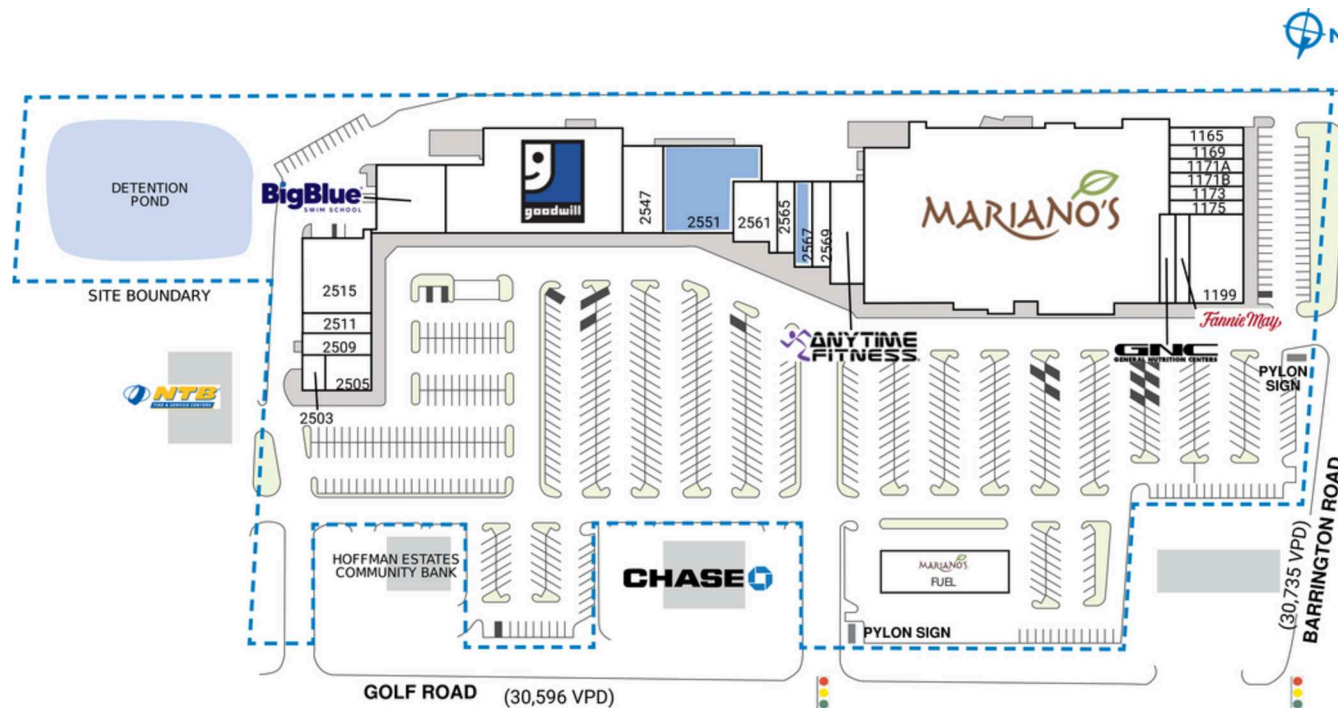 N
DETENTION
POND
BigBlue
SWIM SCHOOL
goodwill
2547
2551
2561
2565
2567
2569
MARIANO'S
1165
1169
1171A
1171B
1173
1175
1199
Fannie May
SITE BOUNDARY
2515
2511
2509
2505
2503
NTB
TIRE & SERVICE CENTERS
ANYTIME
FITNESS
GNC
GENERAL NUTRITION CENTERS
PYLON
SIGN
HOFFMAN ESTATES
COMMUNITY BANK
CHASE
MARIANO'S
FUEL
PYLON SIGN
(30,735 VPD)
BARRINGTON ROAD
GOLF ROAD (30,596 VPD)